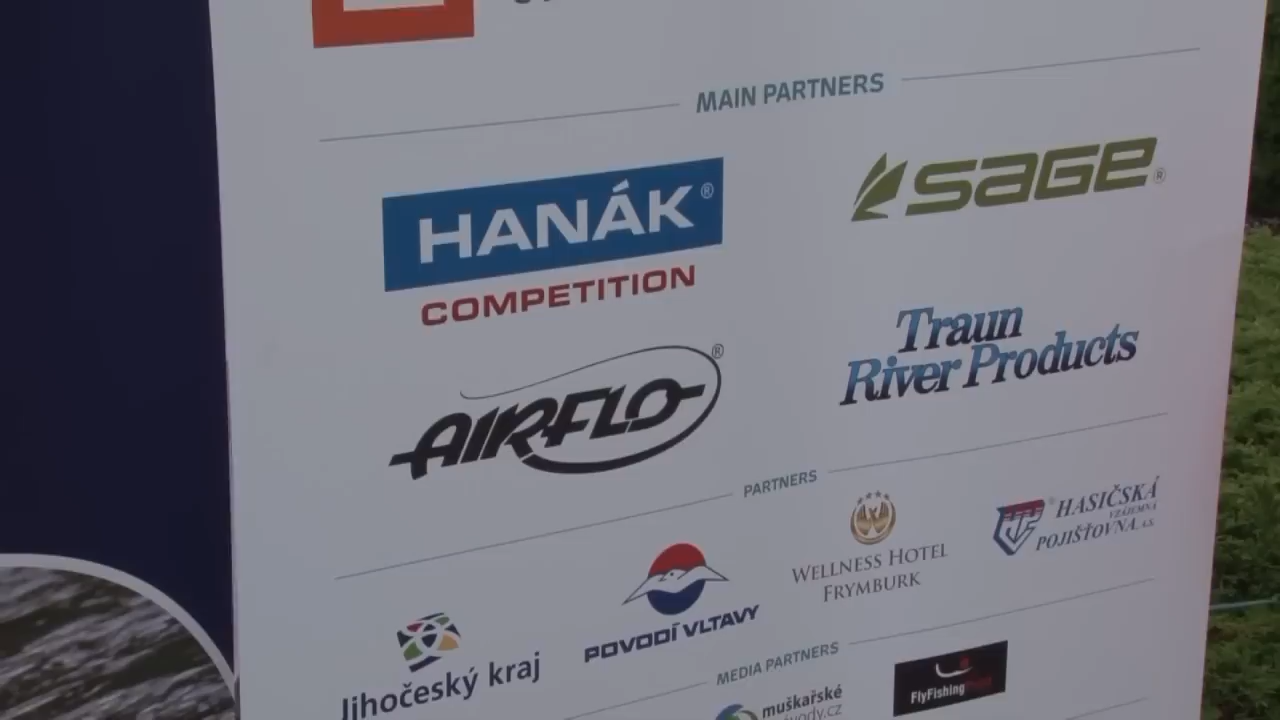 MAIN PARTNERS
HANÁK®
COMPETITION
SAGE®
AIRFLO®
Traun
River Products
PARTNERS
Jihočeský kraj
POVODÍ VLTAVY
WELLNESS HOTEL
FRYMBURK
HASIČSKÁ
VZÁJEMNÁ
POJIŠŤOVNA, a.s.
MEDIA PARTNERS
muškařské
FlyFishing